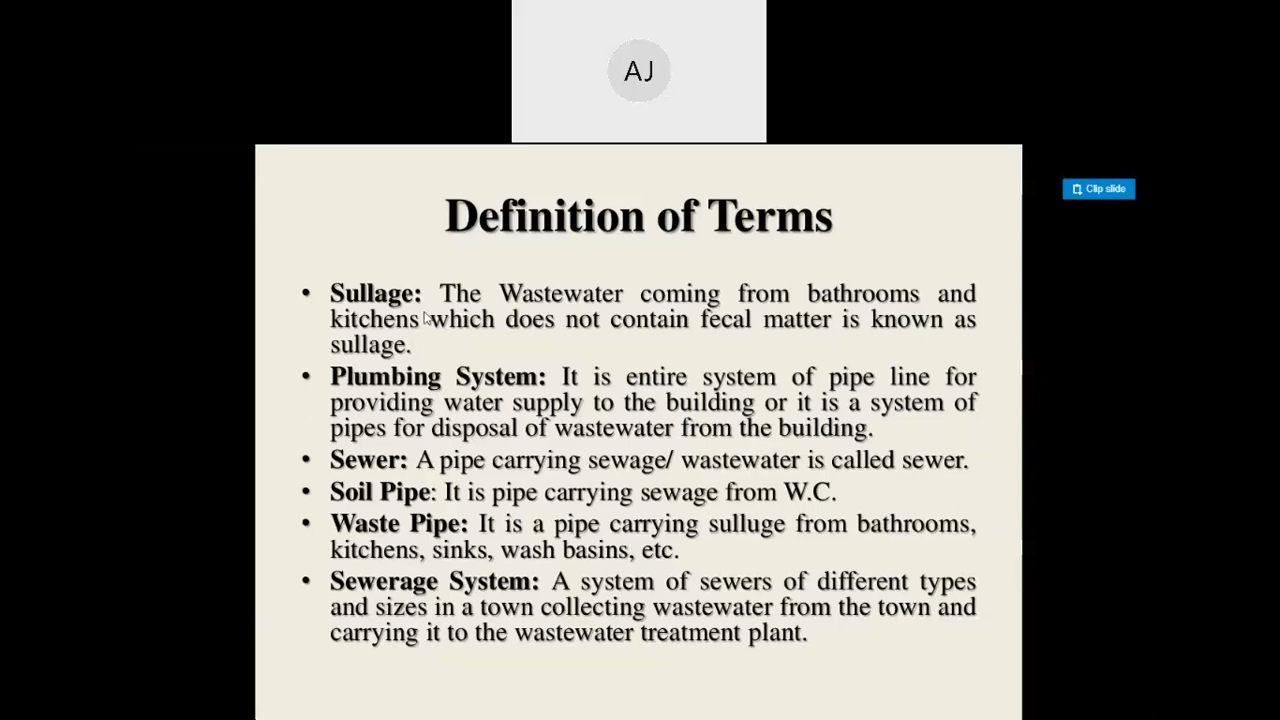 AJ
Clip slide
Definition of Terms
• Sullage: The Wastewater coming from bathrooms and
kitchens which does not contain fecal matter is known as
sullage.
• Plumbing System: It is entire system of pipe line for
providing water supply to the building or it is a system of
pipes for disposal of wastewater from the building.
• Sewer: A pipe carrying sewage/ wastewater is called sewer.
• Soil Pipe: It is pipe carrying sewage from W.C.
• Waste Pipe: It is a pipe carrying sulluge from bathrooms,
kitchens, sinks, wash basins, etc.
• Sewerage System: A system of sewers of different types
and sizes in a town collecting wastewater from the town and
carrying it to the wastewater treatment plant.